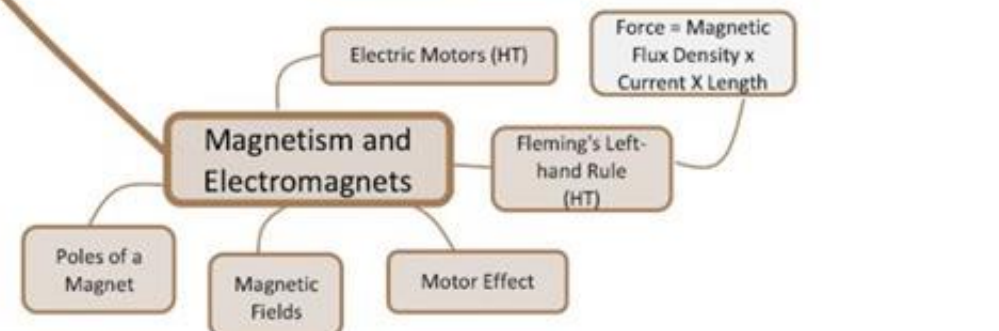 Force = Magnetic
Flux Density x
Current X Length
Electric Motors (HT)
Magnetism and
Electromagnets
Fleming's Left-
hand Rule
(HT)
Poles of a
Magnet
Magnetic
Fields
Motor Effect